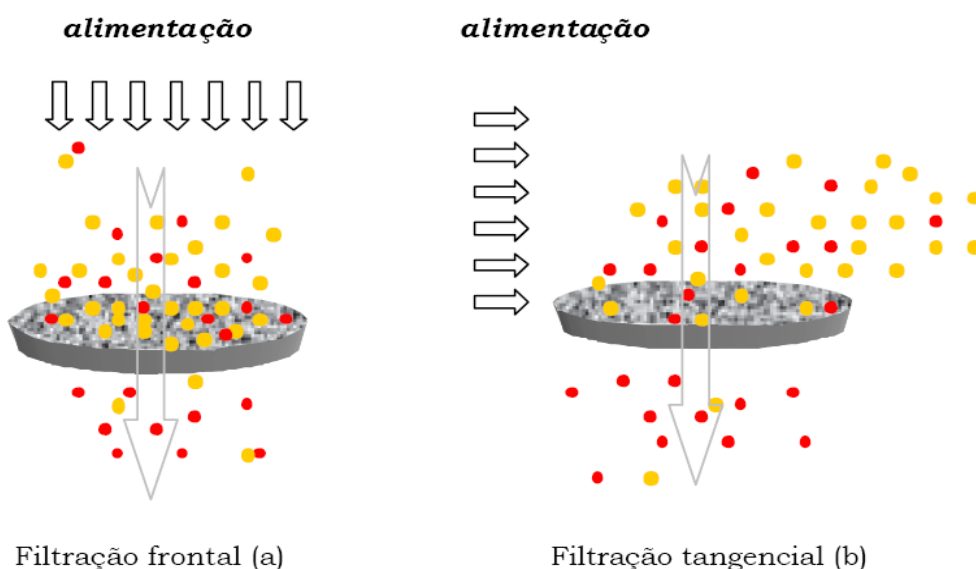 alimentação
alimentação
Filtração frontal (a)
Filtração tangencial (b)